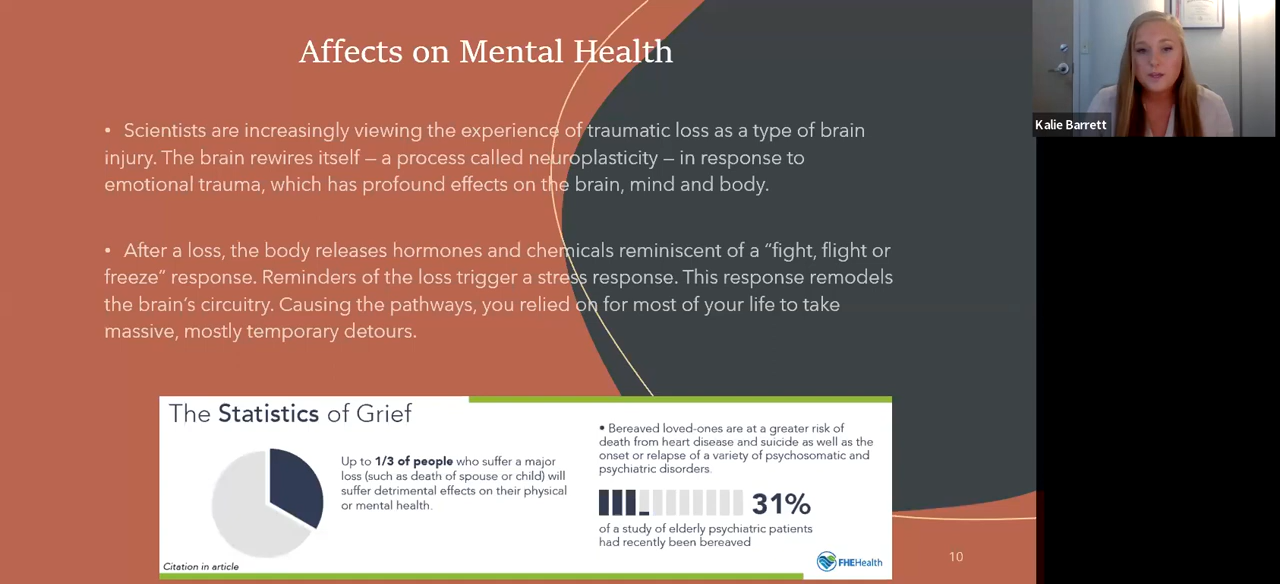 Affects on Mental Health
• Scientists are increasingly viewing the experience of traumatic loss as a type of brain
injury. The brain rewires itself – a process called neuroplasticity – in response to
emotional trauma, which has profound effects on the brain, mind and body.
• After a loss, the body releases hormones and chemicals reminiscent of a “fight, flight or
freeze” response. Reminders of the loss trigger a stress response. This response remodels
the brain’s circuitry. Causing the pathways, you relied on for most of your life to take
massive, mostly temporary detours.
The Statistics of Grief
Up to 1/3 of people who suffer a major
loss (such as death of spouse or child) will
suffer detrimental effects on their physical
or mental health.
Citation in article
• Bereaved loved-ones are at a greater risk of
death from heart disease and suicide as well as the
onset or relapse of a variety of psychosomatic and
psychiatric disorders.
31%
of a study of elderly psychiatric patients
had recently been bereaved
FHEHealth
10
Kalie Barrett